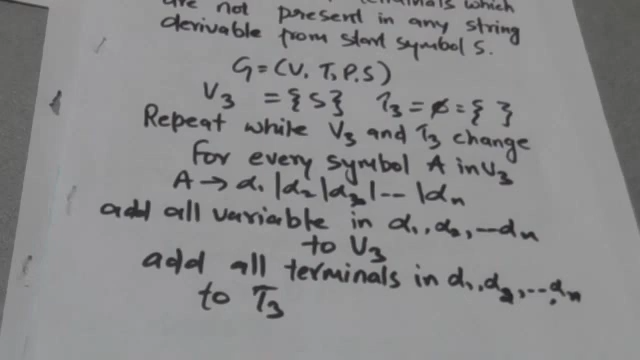 are not present in any string
derivable from start symbol S.
G=(V, T, P, S)
V3 = {S} T3 = ϕ = { }
Repeat while V3 and T3 change
For every symbol A in V3
A → α1 |α2 |α3 |-- |αn
add all variable in α1, α2, --αn
to V3
add all terminals in α1, α2, --αn
to T3